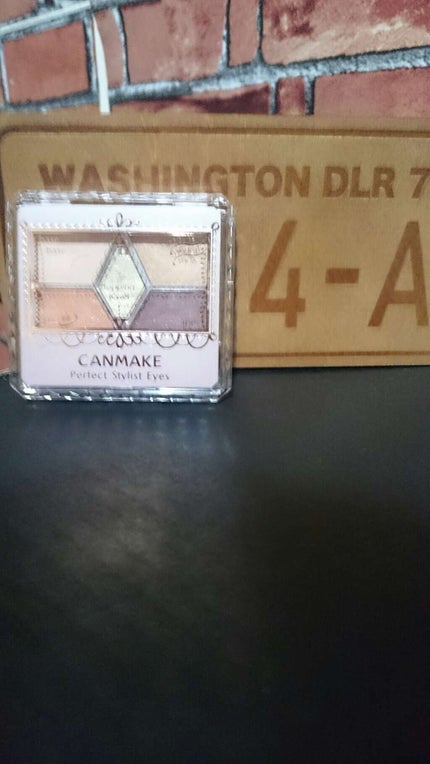 WASHINGTON DLR 7
4-A
CANMAKE
Perfect Stylist Eyes